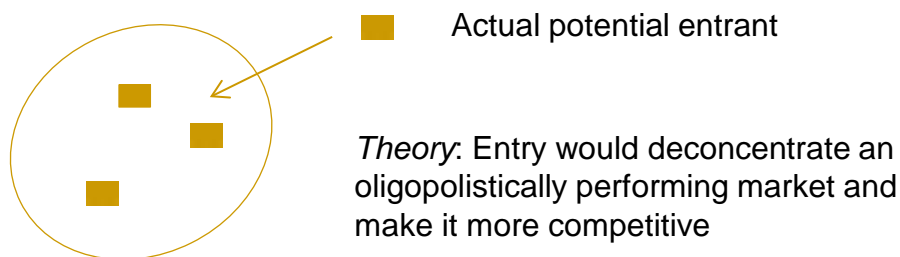 Actual potential entrant
Theory: Entry would deconcentrate an
oligopolistically performing market and
make it more competitive